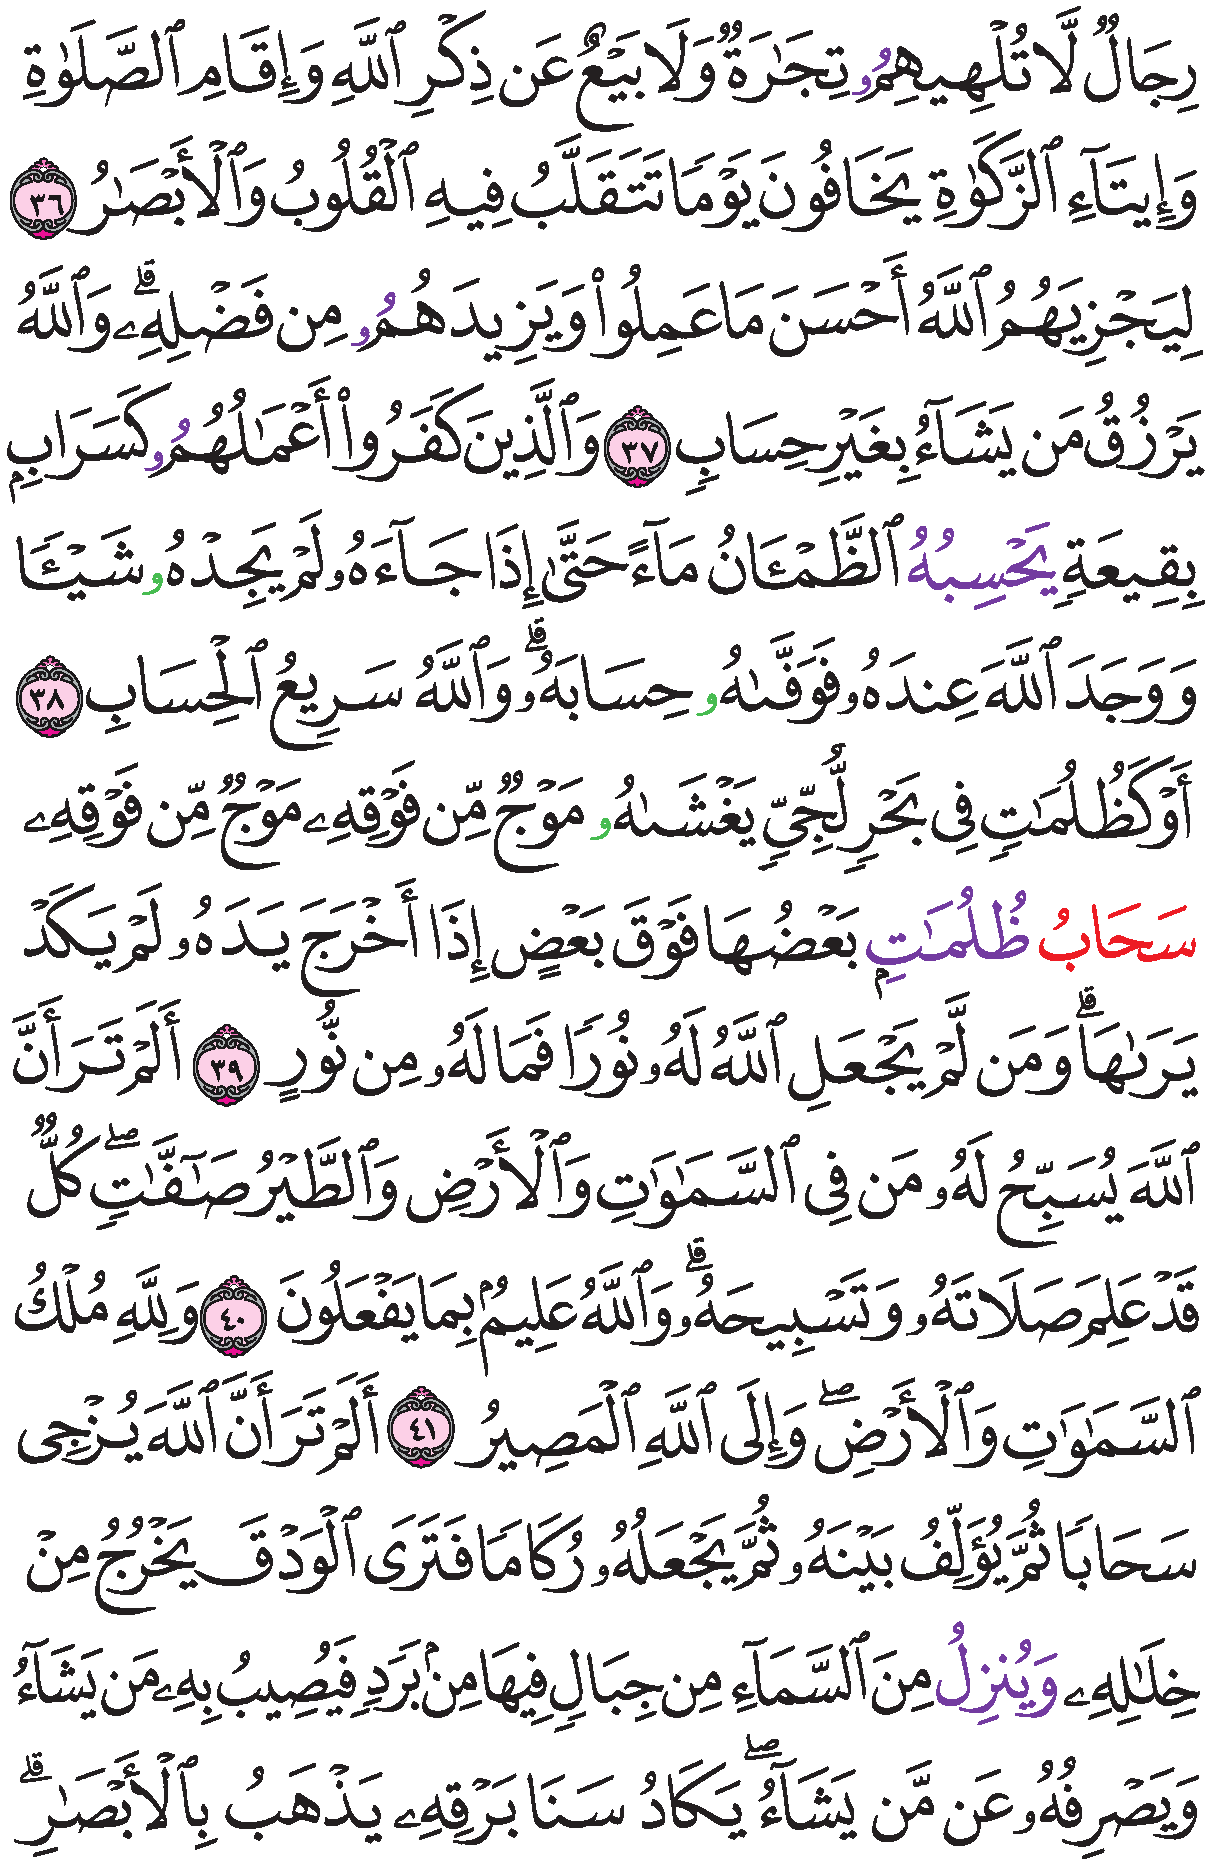 رِجَالٌ لَّا تُلْهِيهِمُۥ تِجَٰرَةٌ وَلَا بَيْعٌ عَن ذِكْرِ ٱللَّهِ وَإِقَامِ ٱلصَّلَوٰةِ
وَإِيتَآءِ ٱلزَّكَوٰةِ يَخَافُونَ يَوْمًا تَتَقَلَّبُ فِيهِ ٱلْقُلُوبُ وَٱلْأَبْصَٰرُ ٣٦
لِيَجْزِيَهُمُ ٱللَّهُ أَحْسَنَ مَا عَمِلُوا۟ وَيَزِيدَهُمُۥ مِن فَضْلِهِۦۗ وَٱللَّهُ
يَرْزُقُ مَن يَشَآءُ بِغَيْرِ حِسَابٍ ٣٧ وَٱلَّذِينَ كَفَرُوٓا۟ أَعْمَٰلُهُمُۥ كَسَرَابٍۭ
بِقِيعَةٍ يَحْسِبُهُ ٱلظَّمْـَٔانُ مَآءً حَتَّىٰ إِذَا جَآءَهُۥ لَمْ يَجِدْهُۥ شَيْـًٔا
وَوَجَدَ ٱللَّهَ عِندَهُۥ فَوَفَّىٰهُۥ حِسَابَهُۥۗ وَٱللَّهُ سَرِيعُ ٱلْحِسَابِ ٣٨
أَوْ كَظُلُمَٰتٍ فِى بَحْرٍ لُّجِّىٍّ يَغْشَىٰهُۥ مَوْجٌ مِّن فَوْقِهِۦ مَوْجٌ مِّن فَوْقِهِۦ
سَحَابُ ظُلُمَٰتٍۭ بَعْضُهَا فَوْقَ بَعْضٍ إِذَا أَخْرَجَ يَدَهُۥ لَمْ يَكَدْ
يَرَىٰهَاۗ وَمَن لَّمْ يَجْعَلِ ٱللَّهُ لَهُۥ نُورًا فَمَا لَهُۥ مِن نُّورٍ ٣٩ أَلَمْ تَرَ أَنَّ
ٱللَّهَ يُسَبِّحُ لَهُۥ مَن فِى ٱلسَّمَٰوَٰتِ وَٱلْأَرْضِ وَٱلطَّيْرُ صَٰٓفَّٰتٍۖ كُلٌّ
قَدْ عَلِمَ صَلَاتَهُۥ وَتَسْبِيحَهُۥۗ وَٱللَّهُ عَلِيمٌۢ بِمَا يَفْعَلُونَ ٤٠ وَلِلَّهِ مُلْكُ
ٱلسَّمَٰوَٰتِ وَٱلْأَرْضِۖ وَإِلَى ٱللَّهِ ٱلْمَصِيرُ ٤١ أَلَمْ تَرَ أَنَّ ٱللَّهَ يُزْجِى
سَحَابًا ثُمَّ يُؤَلِّفُ بَيْنَهُۥ ثُمَّ يَجْعَلُهُۥ رُكَامًا فَتَرَى ٱلْوَدْقَ يَخْرُجُ مِنْ
خِلَٰلِهِۦ وَيُنزِلُ مِنَ ٱلسَّمَآءِ مِن جِبَالٍ فِيهَا مِنۢ بَرَدٍ فَيُصِيبُ بِهِۦ مَن يَشَآءُ
وَيَصْرِفُهُۥ عَن مَّن يَشَآءُۖ يَكَادُ سَنَا بَرْقِهِۦ يَذْهَبُ بِٱلْأَبْصَٰرِۗ